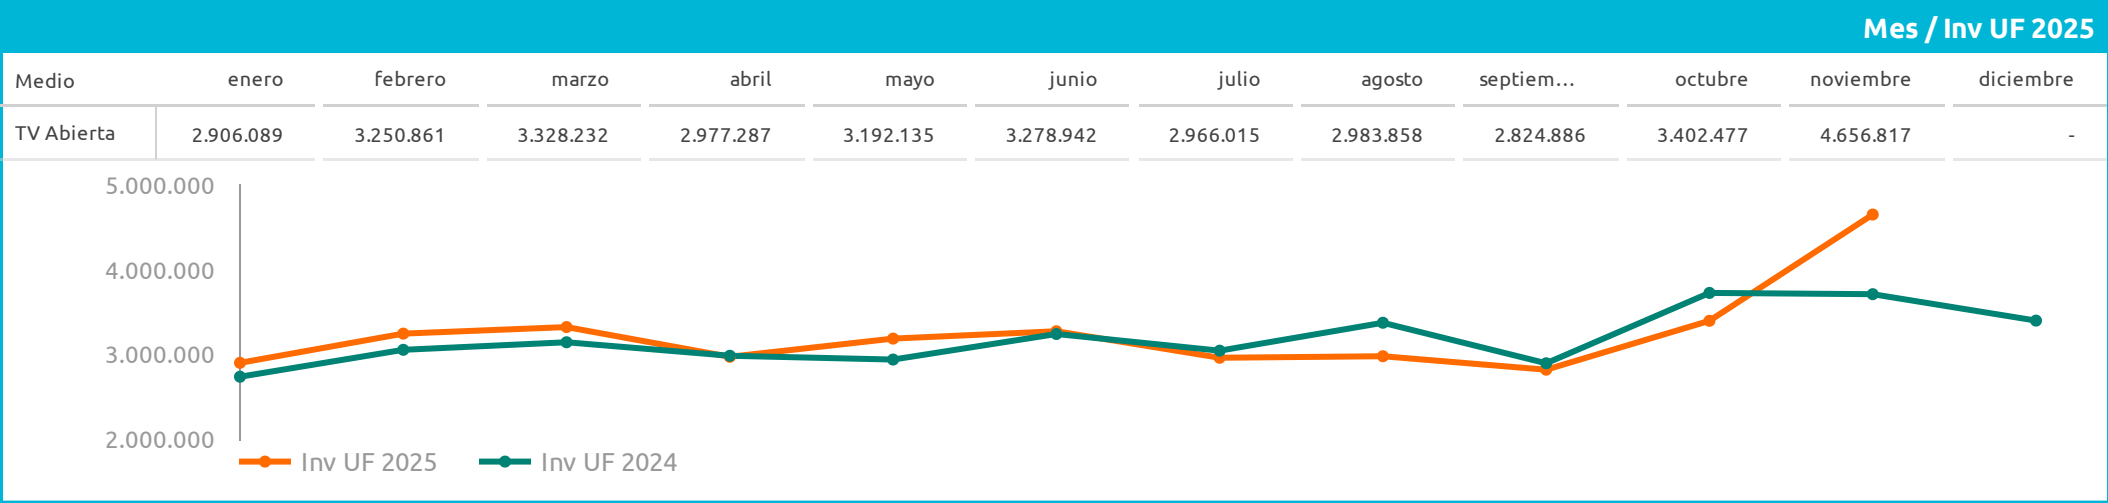 Mes / Inv UF 2025
Medio enero febrero marzo abril mayo junio julio agosto septiem... octubre noviembre diciembre
TV Abierta 2.906.089 3.250.861 3.328.232 2.977.287 3.192.135 3.278.942 2.966.015 2.983.858 2.824.886 3.402.477 4.656.817 -
5.000.000
4.000.000
3.000.000
2.000.000
Inv UF 2025 Inv UF 2024